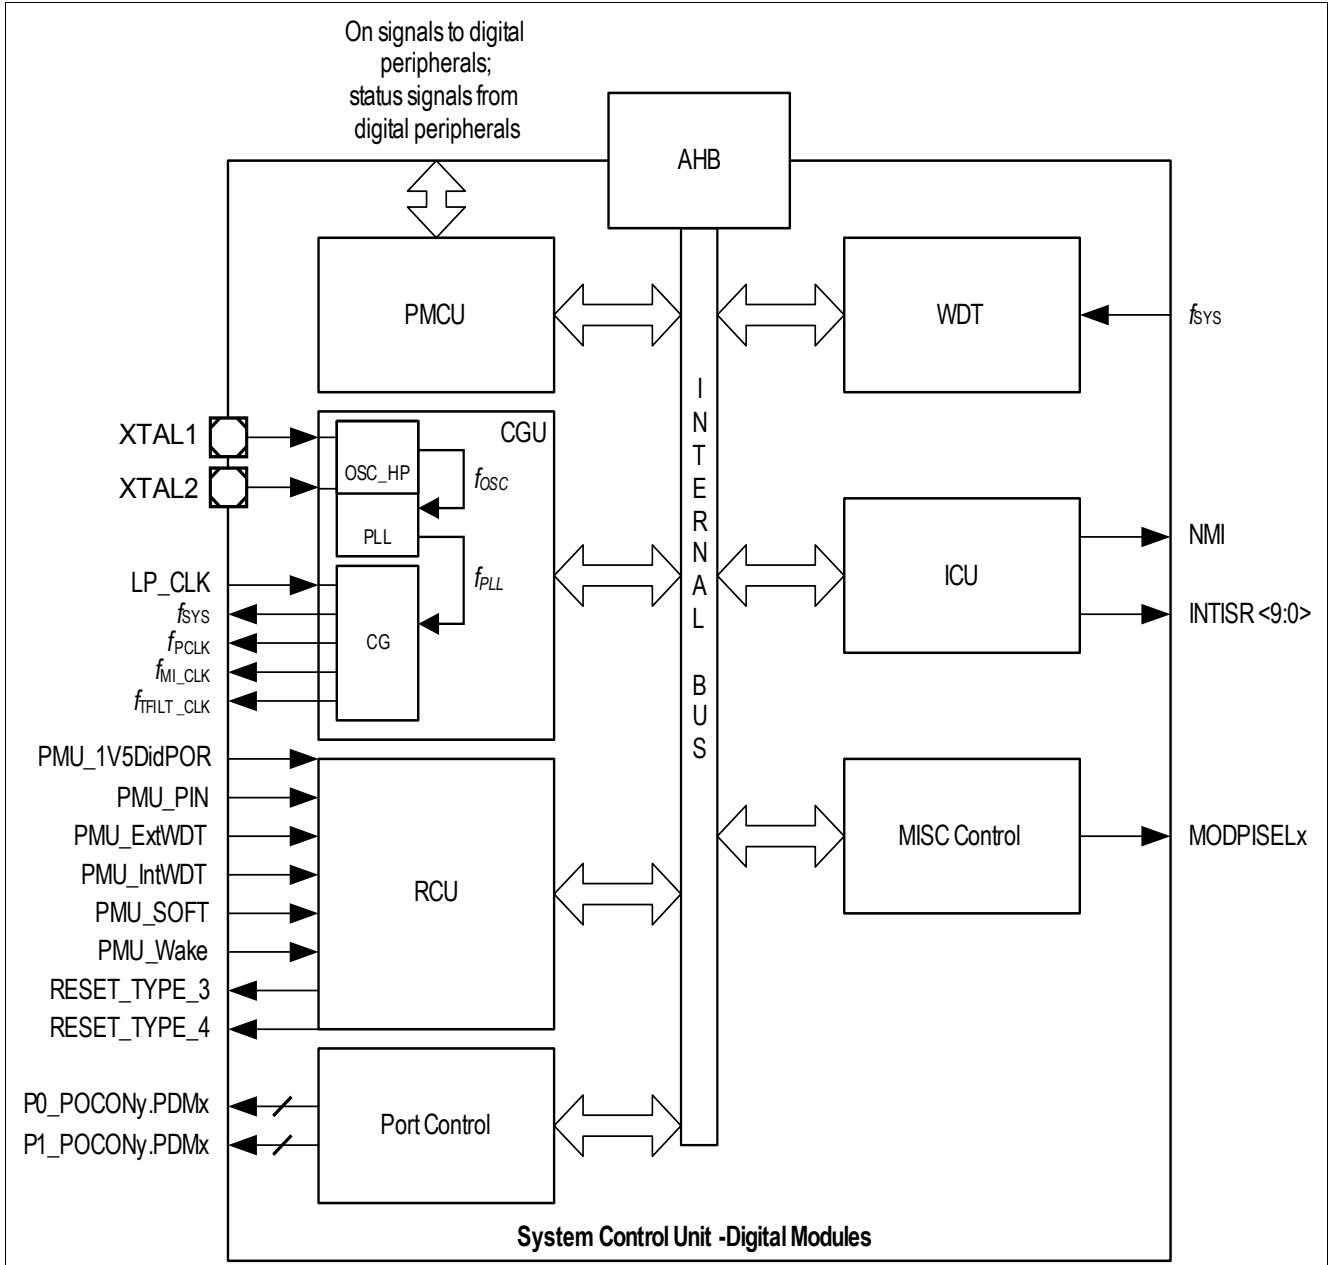 On signals to digital
peripherals;
status signals from
digital peripherals
AHB
PMCU
WDT
fSYS
INTERNAL BUS
XTAL1
XTAL2
CGU
OSC_HP
fOSC
PLL
fPLL
LP_CLK
fSYS
fPCLK
fMI_CLK
fTFILT_CLK
CG
ICU
NMI
INTISR <9:0>
PMU_1V5DidPOR
PMU_PIN
PMU_ExtWDT
PMU_IntWDT
PMU_SOFT
PMU_Wake
RESET_TYPE_3
RESET_TYPE_4
RCU
MISC Control
MODPISELx
P0_POCONy.PDMx
P1_POCONy.PDMx
Port Control
System Control Unit -Digital Modules